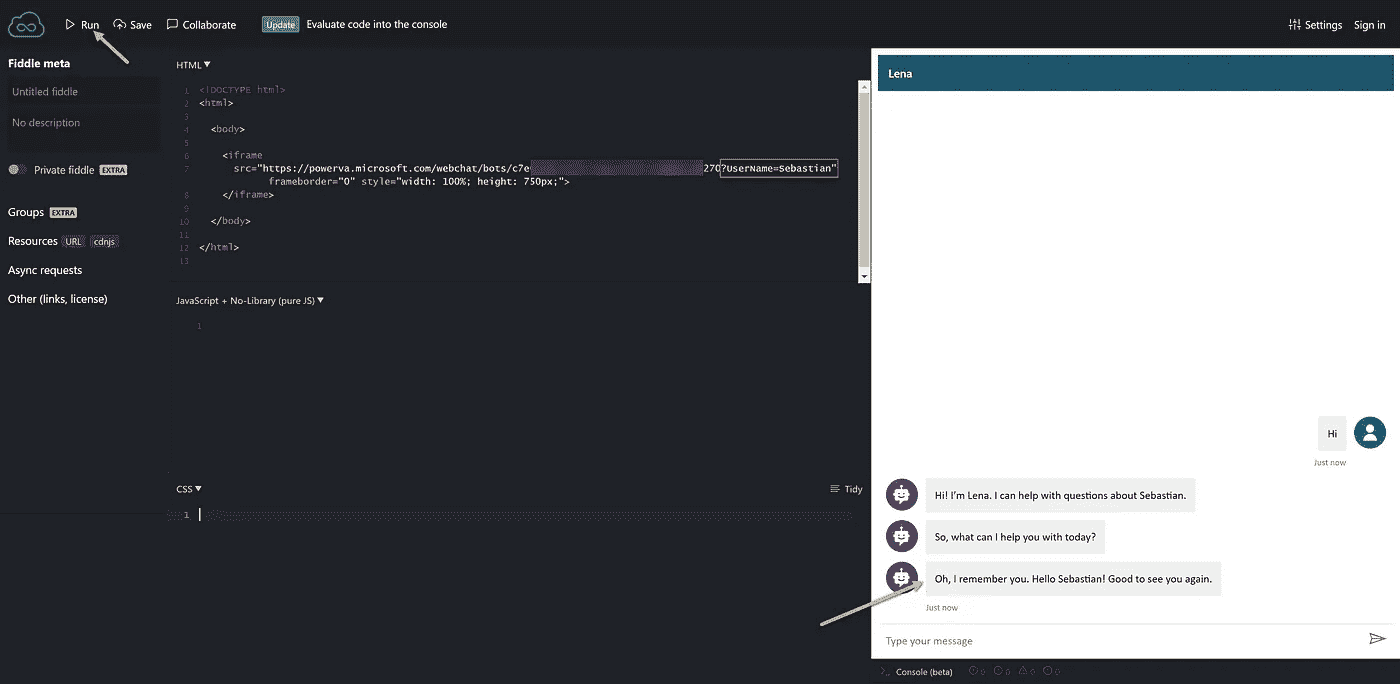 Run Save Collaborate Update Evaluate code into the console Settings Sign in
Fiddle meta
Untitled fiddle
No description
Private fiddle EXTRA
Groups EXTRA
Resources URL cdnjs
Async requests
Other (links, license)
HTML
1 <!DOCTYPE html>
2 <html>
3
4 <body>
5
6 <iframe
7 src="https://powerva.microsoft.com/webchat/bots/c7e 270?UserName=Sebastian"
frameborder="0" style="width: 100%; height: 750px;">
8 </iframe>
9
10 </body>
11
12 </html>
13
JavaScript + No-Library (pure JS)
1
CSS Tidy
1
Lena
Hi
Just now
Hi! I'm Lena. I can help with questions about Sebastian.
So, what can I help you with today?
Oh, I remember you. Hello Sebastian! Good to see you again.
Just now
Type your message
Console (beta) 0 0 0 0